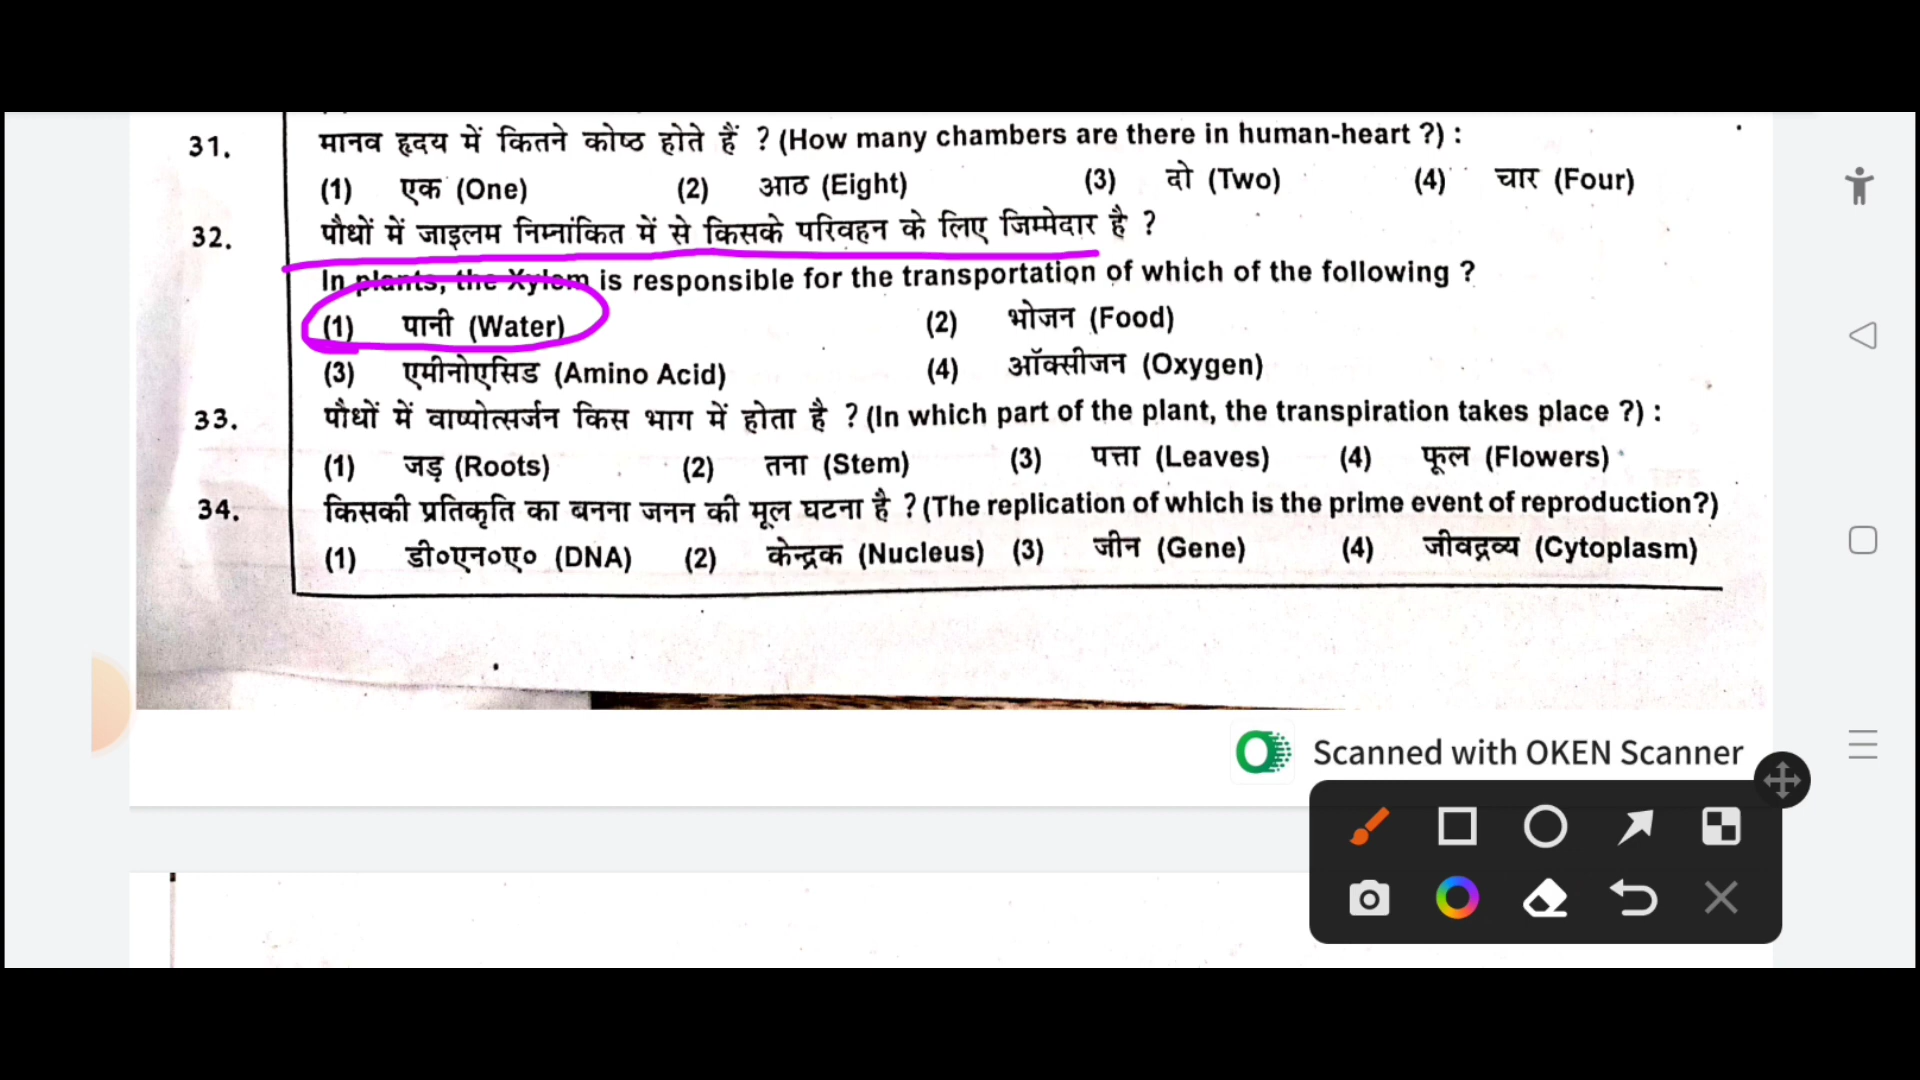 31. मानव हृदय में कितने कोष्ठ होते हैं ? (How many chambers are there in human-heart ?) :
(1) एक (One) (2) आठ (Eight) (3) दो (Two) (4) चार (Four)
32. पौधों में जाइलम निम्नांकित में से किसके परिवहन के लिए जिम्मेदार है ?
In plants, the Xylem is responsible for the transportation of which of the following ?
(1) पानी (Water) (2) भोजन (Food)
(3) एमीनोएसिड (Amino Acid) (4) ऑक्सीजन (Oxygen)
33. पौधों में वाष्पोत्सर्जन किस भाग में होता है ? (In which part of the plant, the transpiration takes place ?) :
(1) जड़ (Roots) (2) तना (Stem) (3) पत्ता (Leaves) (4) फूल (Flowers)
34. किसकी प्रतिकृति का बनना जनन की मूल घटना है ? (The replication of which is the prime event of reproduction?)
(1) डी०एन०ए० (DNA) (2) केन्द्रक (Nucleus) (3) जीन (Gene) (4) जीवद्रव्य (Cytoplasm)
Scanned with OKEN Scanner